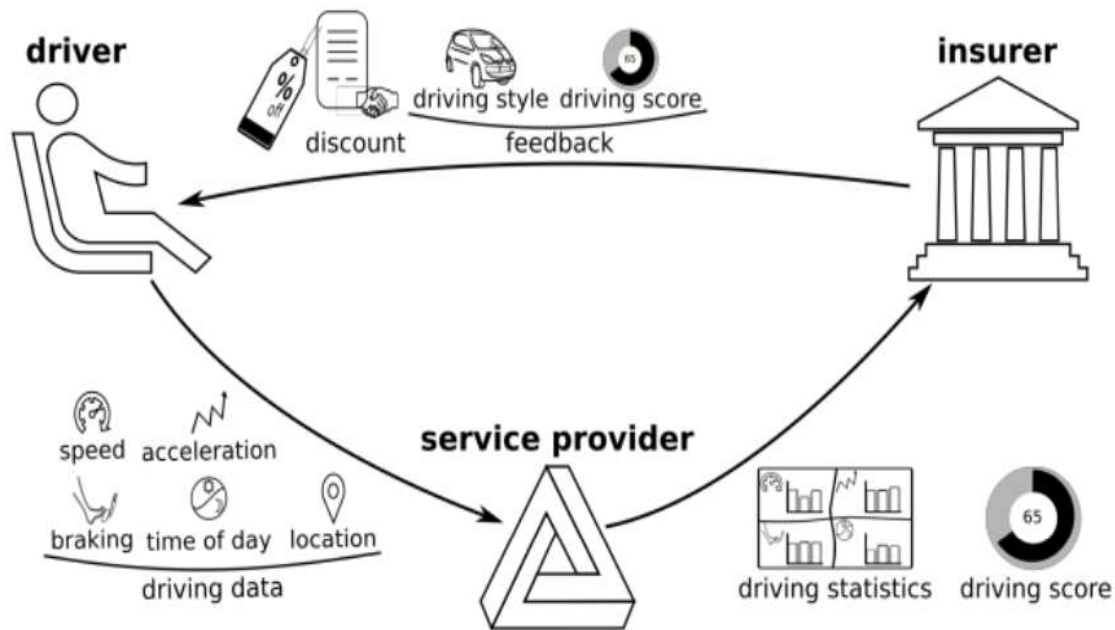 driver
insurer
%
off
65
driving style driving score
discount
feedback
service provider
speed acceleration
braking time of day location
driving data
65
driving statistics driving score